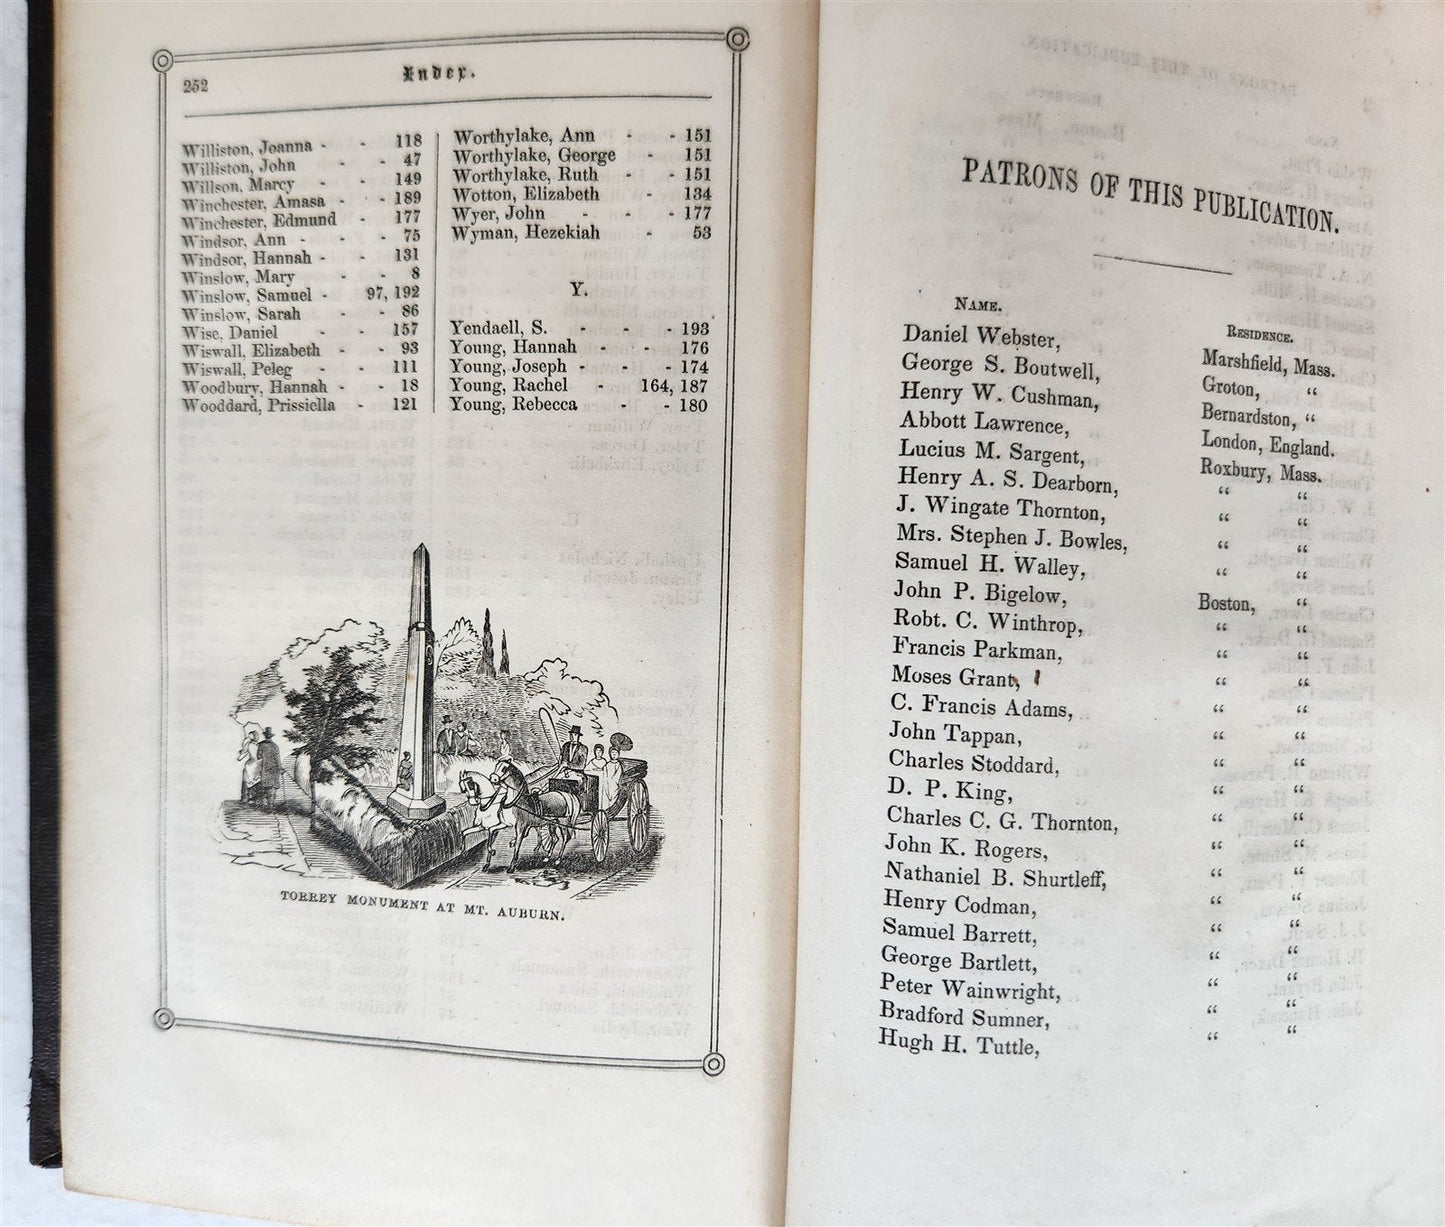 252
Index.
Williston, Joanna - - 118
Williston, John - - 47
Willson, Marcy - - 149
Winchester, Amasa - - 189
Winchester, Edmund - 177
Windsor, Ann - - - 75
Windsor, Hannah - - 131
Winslow, Mary - - 8
Winslow, Samuel - 97, 192
Winslow, Sarah - - 86
Wise, Daniel - - 157
Wiswall, Elizabeth - - 93
Wiswall, Peleg - - 111
Woodbury, Hannah - - 18
Wooddard, Prissiella - 121
Worthylake, Ann - - 151
Worthylake, George - 151
Worthylake, Ruth - - 151
Wotton, Elizabeth - 134
Wyer, John - - - 177
Wyman, Hezekiah - 53
Y.
Yendaell, S. - - - 193
Young, Hannah - - 176
Young, Joseph - - - 174
Young, Rachel - 164, 187
Young, Rebecca - - 180
TORREY MONUMENT AT MT. AUBURN.
PATRONS OF THIS PUBLICATION.
NAME. RESIDENCE.
Daniel Webster, Marshfield, Mass.
George S. Boutwell, Groton, "
Henry W. Cushman, Bernardston, "
Abbott Lawrence, London, England.
Lucius M. Sargent, Roxbury, Mass.
Henry A. S. Dearborn, " "
J. Wingate Thornton, " "
Mrs. Stephen J. Bowles, " "
Samuel H. Walley, " "
John P. Bigelow, Boston, "
Robt. C. Winthrop, " "
Francis Parkman, " "
Moses Grant, " "
C. Francis Adams, " "
John Tappan, " "
Charles Stoddard, " "
D. P. King, " "
Charles C. G. Thornton, " "
John K. Rogers, " "
Nathaniel B. Shurtleff, " "
Henry Codman, " "
Samuel Barrett, " "
George Bartlett, " "
Peter Wainwright, " "
Bradford Sumner, " "
Hugh H. Tuttle, " "